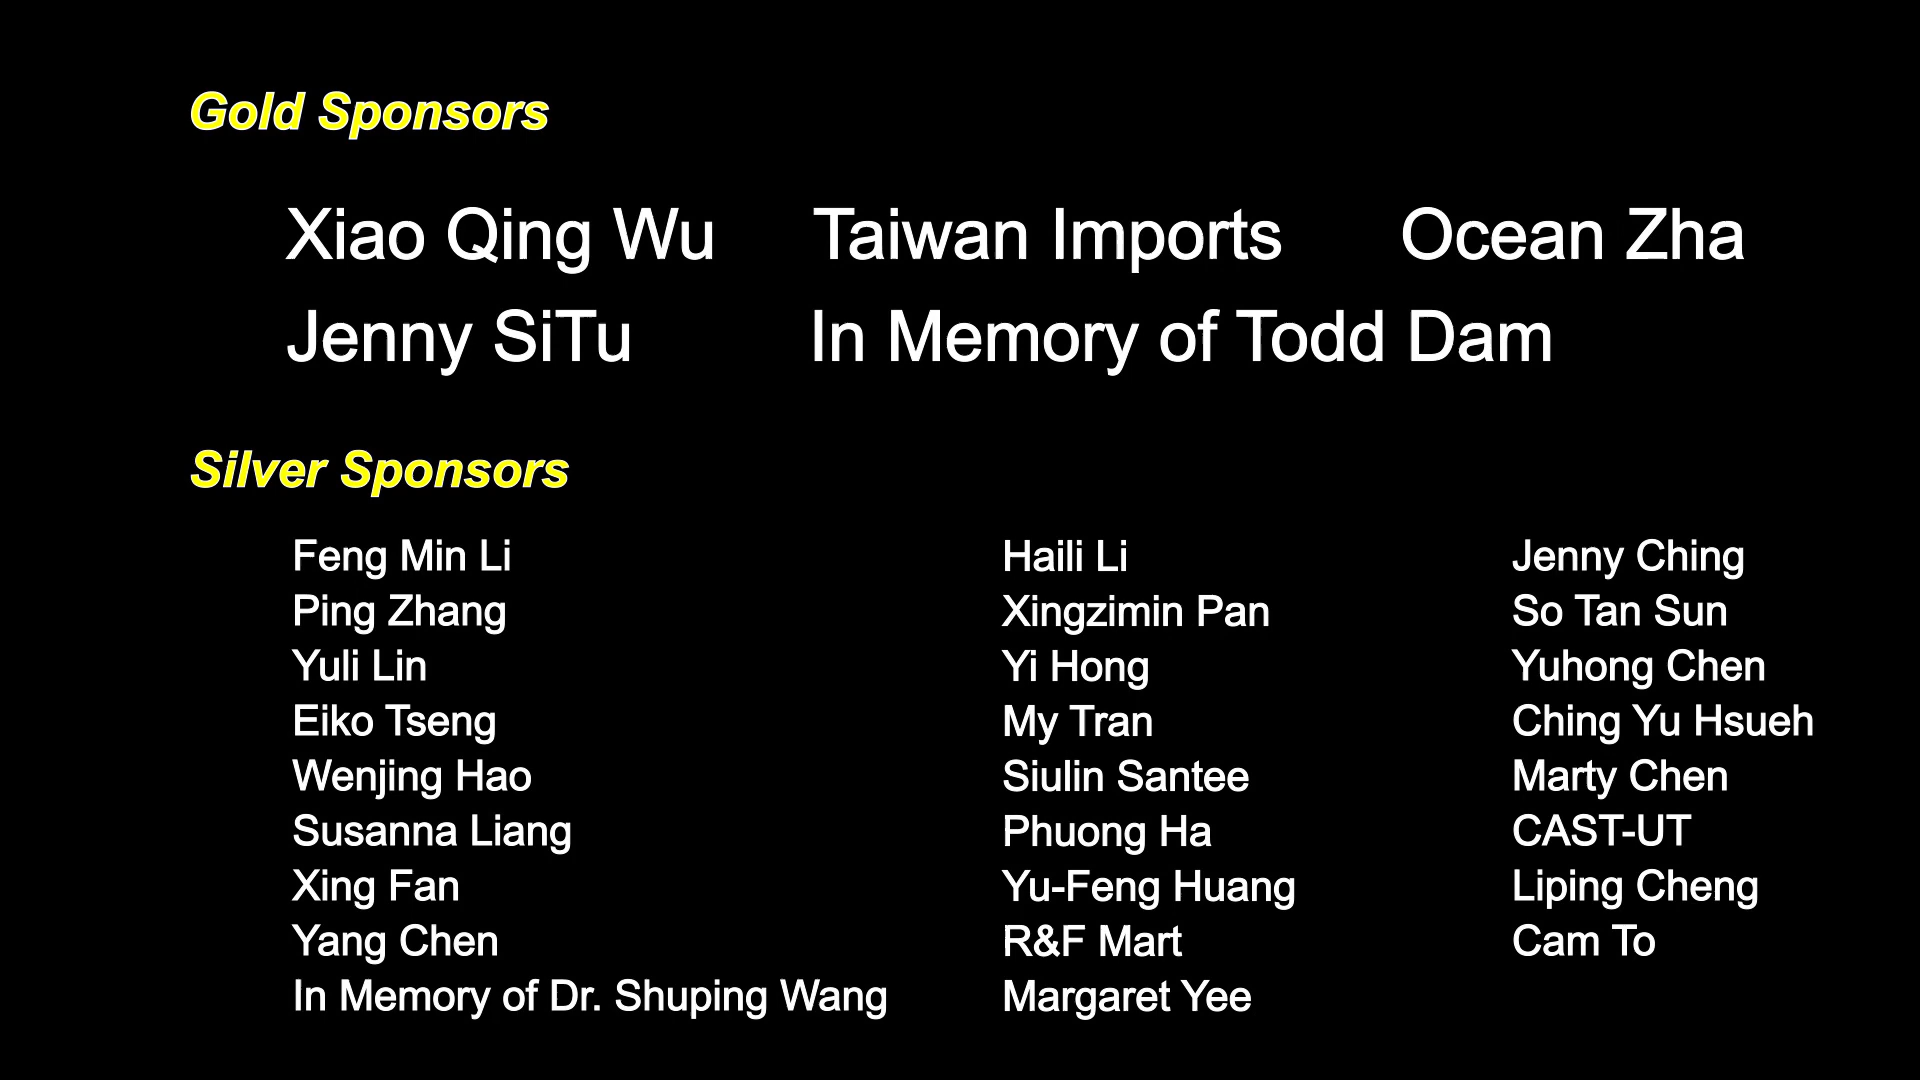 Gold Sponsors
Xiao Qing Wu Taiwan Imports Ocean Zha
Jenny SiTu In Memory of Todd Dam
Silver Sponsors
Feng Min Li
Ping Zhang
Yuli Lin
Eiko Tseng
Wenjing Hao
Susanna Liang
Xing Fan
Yang Chen
In Memory of Dr. Shuping Wang
Haili Li
Xingzimin Pan
Yi Hong
My Tran
Siulin Santee
Phuong Ha
Yu-Feng Huang
R&F Mart
Margaret Yee
Jenny Ching
So Tan Sun
Yuhong Chen
Ching Yu Hsueh
Marty Chen
CAST-UT
Liping Cheng
Cam To